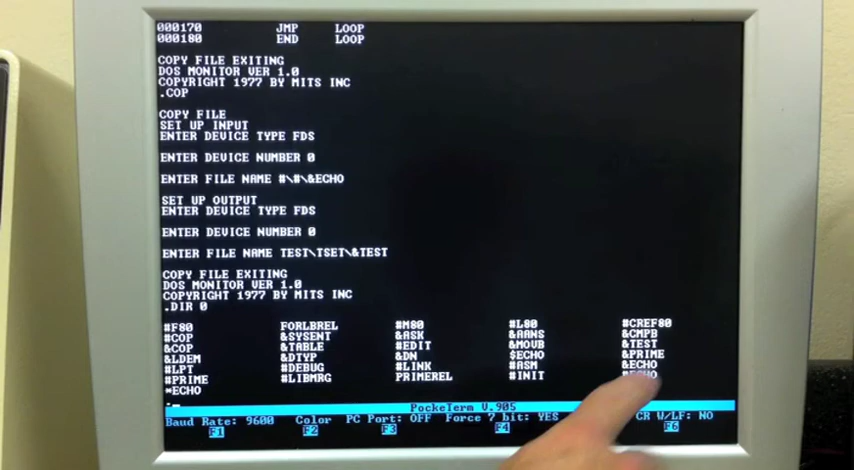 000170 JMP LOOP
000180 END LOOP
COPY FILE EXITING
DOS MONITOR VER 1.0
COPYRIGHT 1977 BY MITS INC
.COP
COPY FILE
SET UP INPUT
ENTER DEVICE TYPE FDS
ENTER DEVICE NUMBER 0
ENTER FILE NAME #\#\&ECHO
SET UP OUTPUT
ENTER DEVICE TYPE FDS
ENTER DEVICE NUMBER 0
ENTER FILE NAME TEST\TSET\&TEST
COPY FILE EXITING
DOS MONITOR VER 1.0
COPYRIGHT 1977 BY MITS INC
.DIR 0
#F80 FORLBREL #M80 #L80 #CREF80
#COP &SYSENT &ASK &AANS &CMPB
&COP &TABLE #EDIT &MOVB &TEST
&LDEM &DTYP &DN $ECHO &PRIME
#LPT #DEBUG #LINK #ASM &ECHO
#PRIME #LIBMRG PRIMEREL #INIT
*ECHO
PockeTerm V.905
Baud Rate: 9600 Color PC Port: OFF Force 7 bit: YES CR W/LF: NO
F1 F2 F3 F4 F6